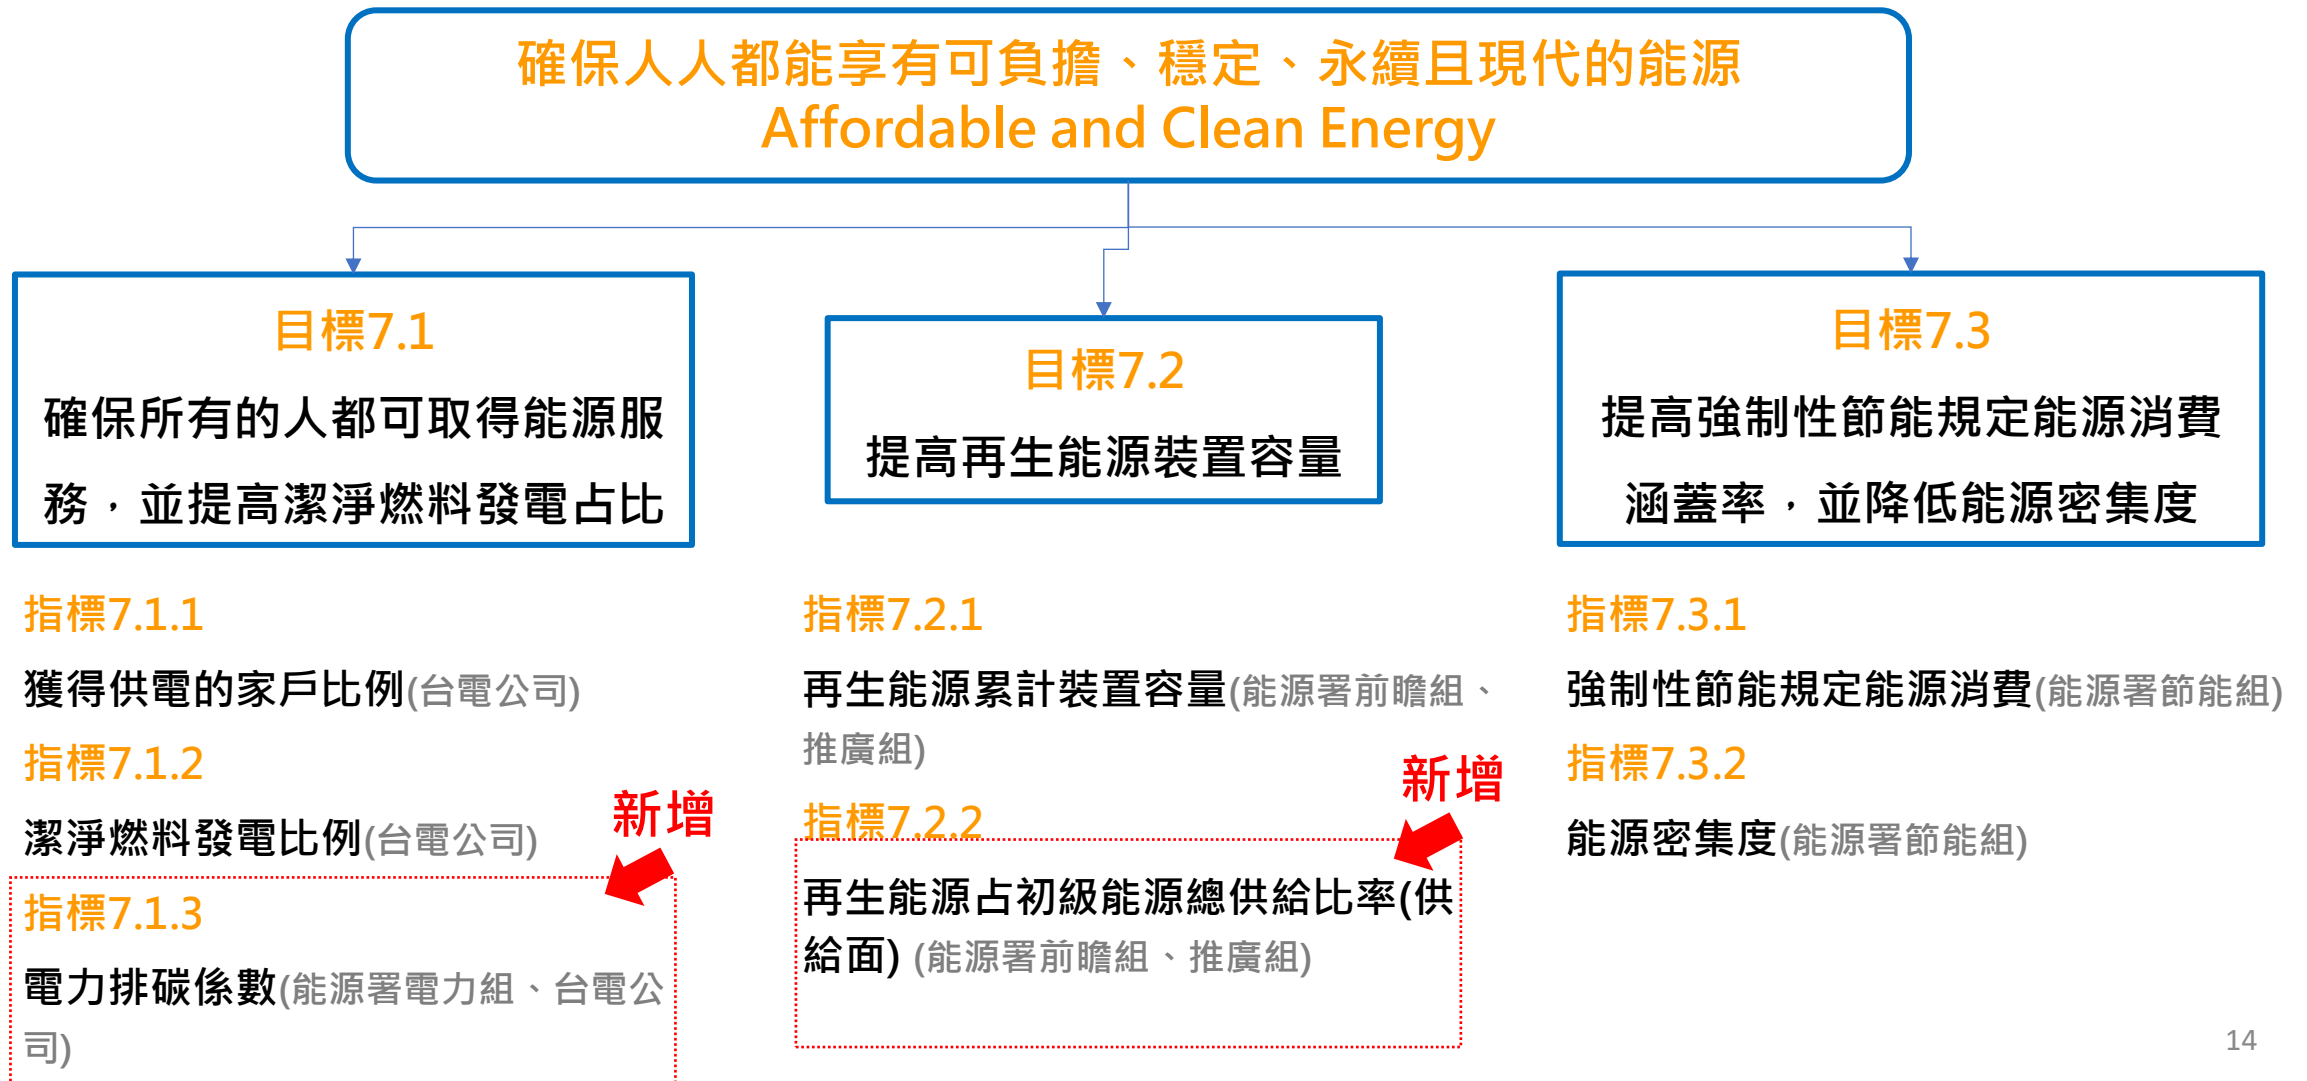 確保人人都能享有可負擔、穩定、永續且現代的能源
Affordable and Clean Energy
目標7.1
確保所有的人都可取得能源服
務，並提高潔淨燃料發電占比
目標7.2
提高再生能源裝置容量
目標7.3
提高強制性節能規定能源消費
涵蓋率，並降低能源密集度
指標7.1.1
獲得供電的家戶比例(台電公司)
指標7.1.2
潔淨燃料發電比例(台電公司)
新增
指標7.1.3
電力排碳係數(能源署電力組、台電公
司)
指標7.2.1
再生能源累計裝置容量(能源署前瞻組、
推廣組)
新增
指標7.2.2
再生能源占初級能源總供給比率(供
給面) (能源署前瞻組、推廣組)
指標7.3.1
強制性節能規定能源消費(能源署節能組)
指標7.3.2
能源密集度(能源署節能組)
14